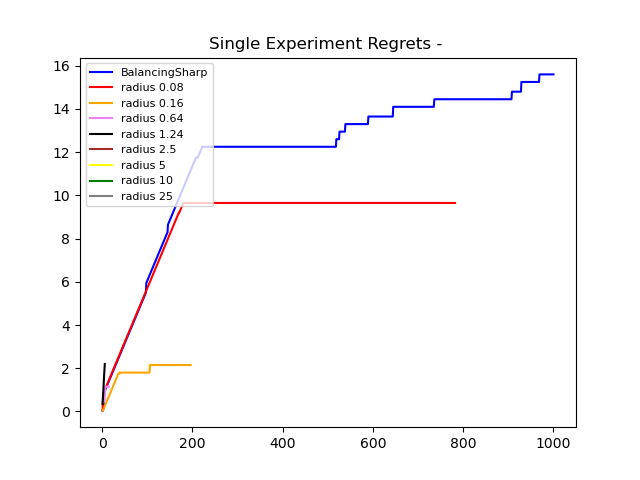 Single Experiment Regrets -
BalancingSharp
radius 0.08
radius 0.16
radius 0.64
radius 1.24
radius 2.5
radius 5
radius 10
radius 25
16
14
12
10
8
6
4
2
0
0 200 400 600 800 1000